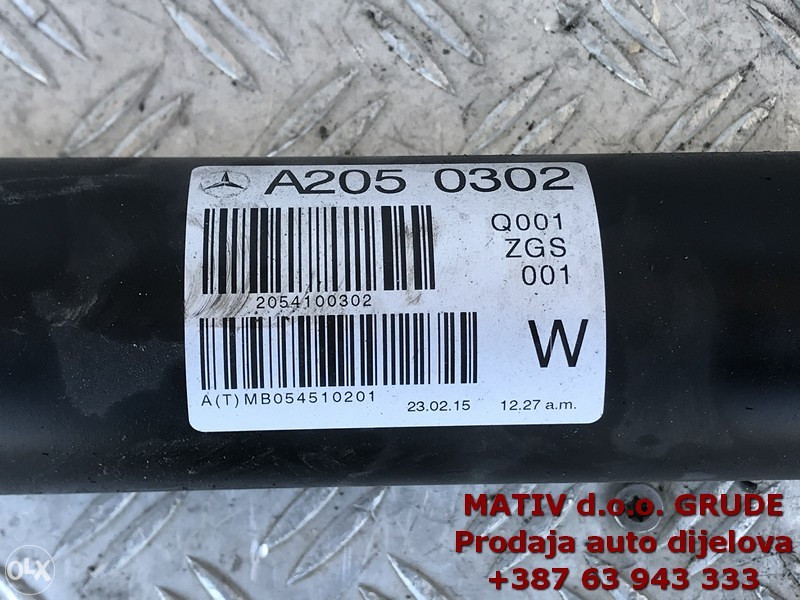 A205 0302
Q001
ZGS
001
2054100302
W
A(T)MB054510201
23.02.15 12.27 a.m.
MATIV d.o.o. GRUDE
Prodaja auto dijelova
+387 63 943 333
OLX